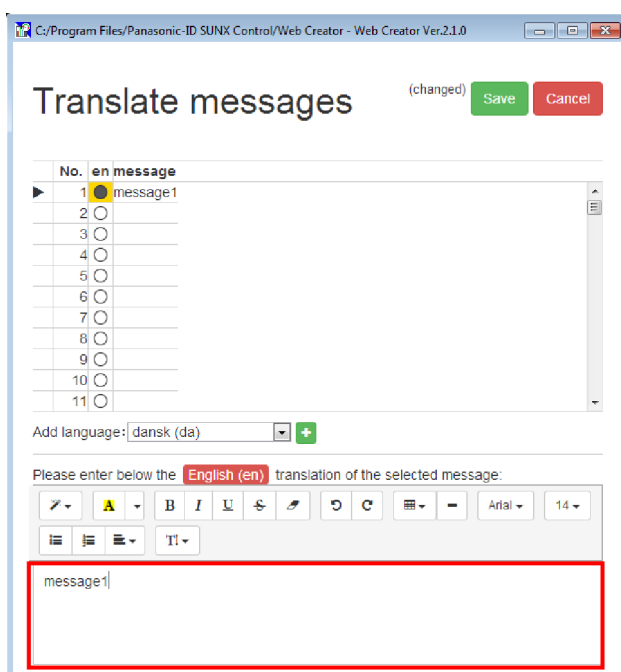 C:/Program Files/Panasonic-ID SUNX Control/Web Creator - Web Creator Ver.2.1.0
Translate messages
(changed)
Save
Cancel
No. en message
1 message1
2
3
4
5
6
7
8
9
10
11
Add language: dansk (da)
Please enter below the English (en) translation of the selected message:
A B I U S Arial 14
T!
message1